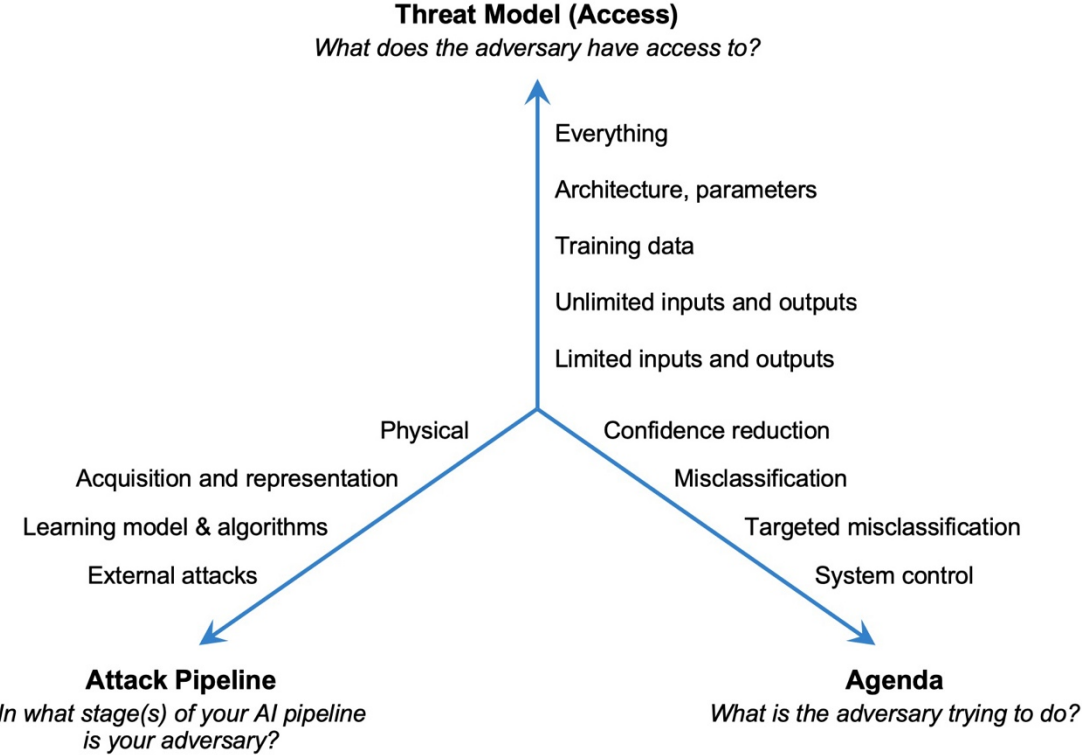 Threat Model (Access)
What does the adversary have access to?
Everything
Architecture, parameters
Training data
Unlimited inputs and outputs
Limited inputs and outputs
Physical
Acquisition and representation
Learning model & algorithms
External attacks
Attack Pipeline
In what stage(s) of your AI pipeline
is your adversary?
Confidence reduction
Misclassification
Targeted misclassification
System control
Agenda
What is the adversary trying to do?